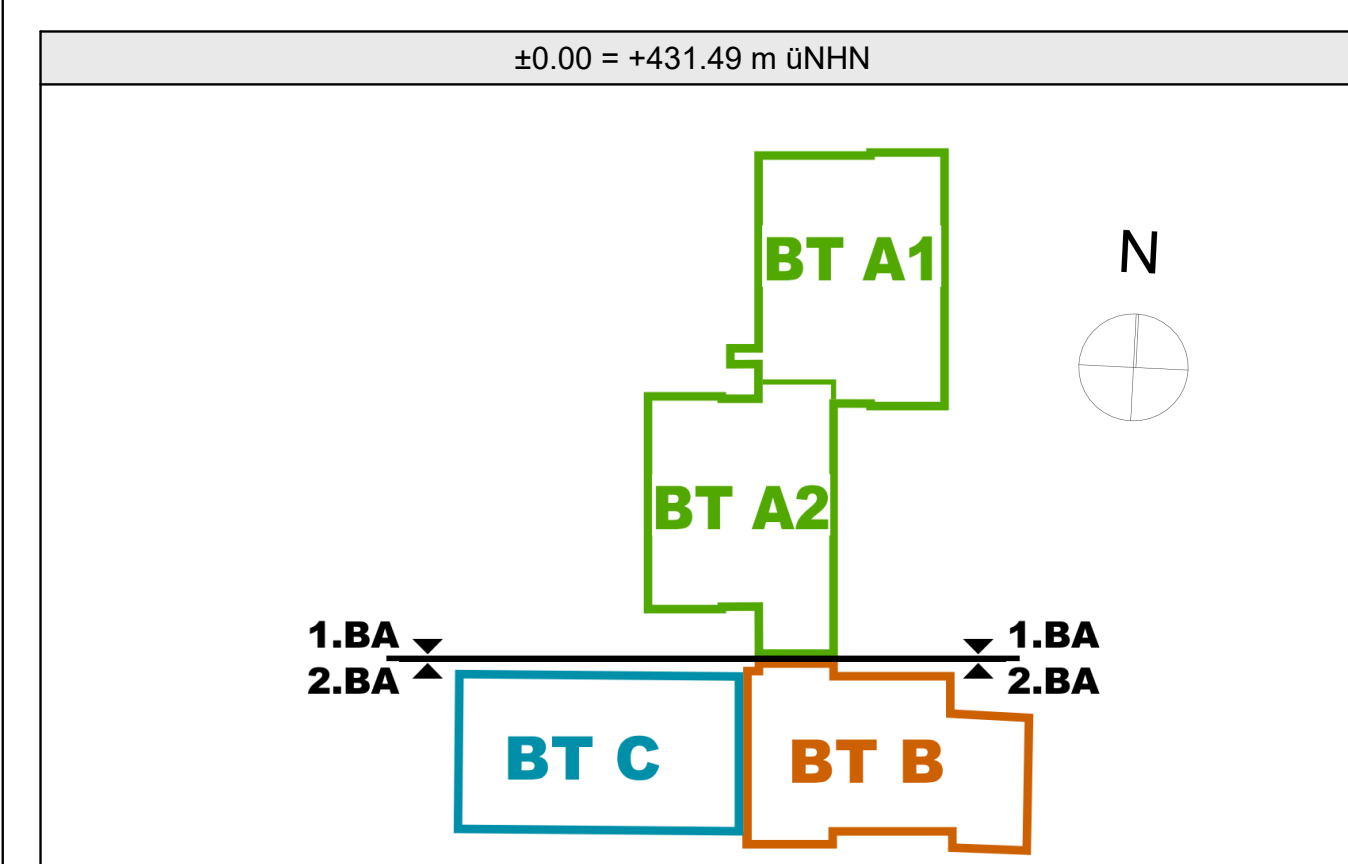 ±0.00 = +431.49 m üNHN
BT A1
N
BT A2
1.BA 1.BA
2.BA 2.BA
BT C BT B